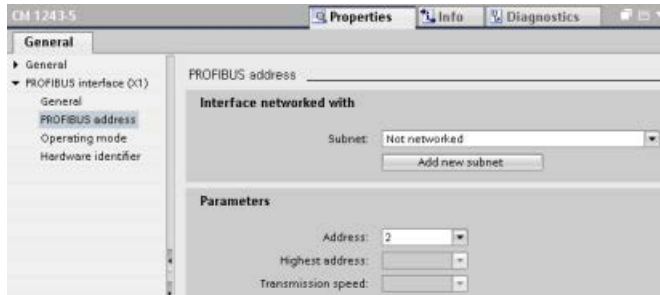 CM 1243-5
Properties
Info
Diagnostics
General
General
PROFIBUS interface (X1)
General
PROFIBUS address
Operating mode
Hardware identifier
PROFIBUS address
Interface networked with
Subnet: Not networked
Add new subnet
Parameters
Address: 2
Highest address:
Transmission speed: